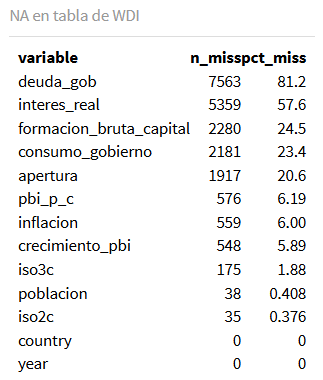 NA en tabla de WDI
variable n_miss pct_miss
deuda_gob 7563 81.2
interes_real 5359 57.6
formacion_bruta_capital 2280 24.5
consumo_gobierno 2181 23.4
apertura 1917 20.6
pbi_p_c 576 6.19
inflacion 559 6.00
crecimiento_pbi 548 5.89
iso3c 175 1.88
poblacion 38 0.408
iso2c 35 0.376
country 0 0
year 0 0